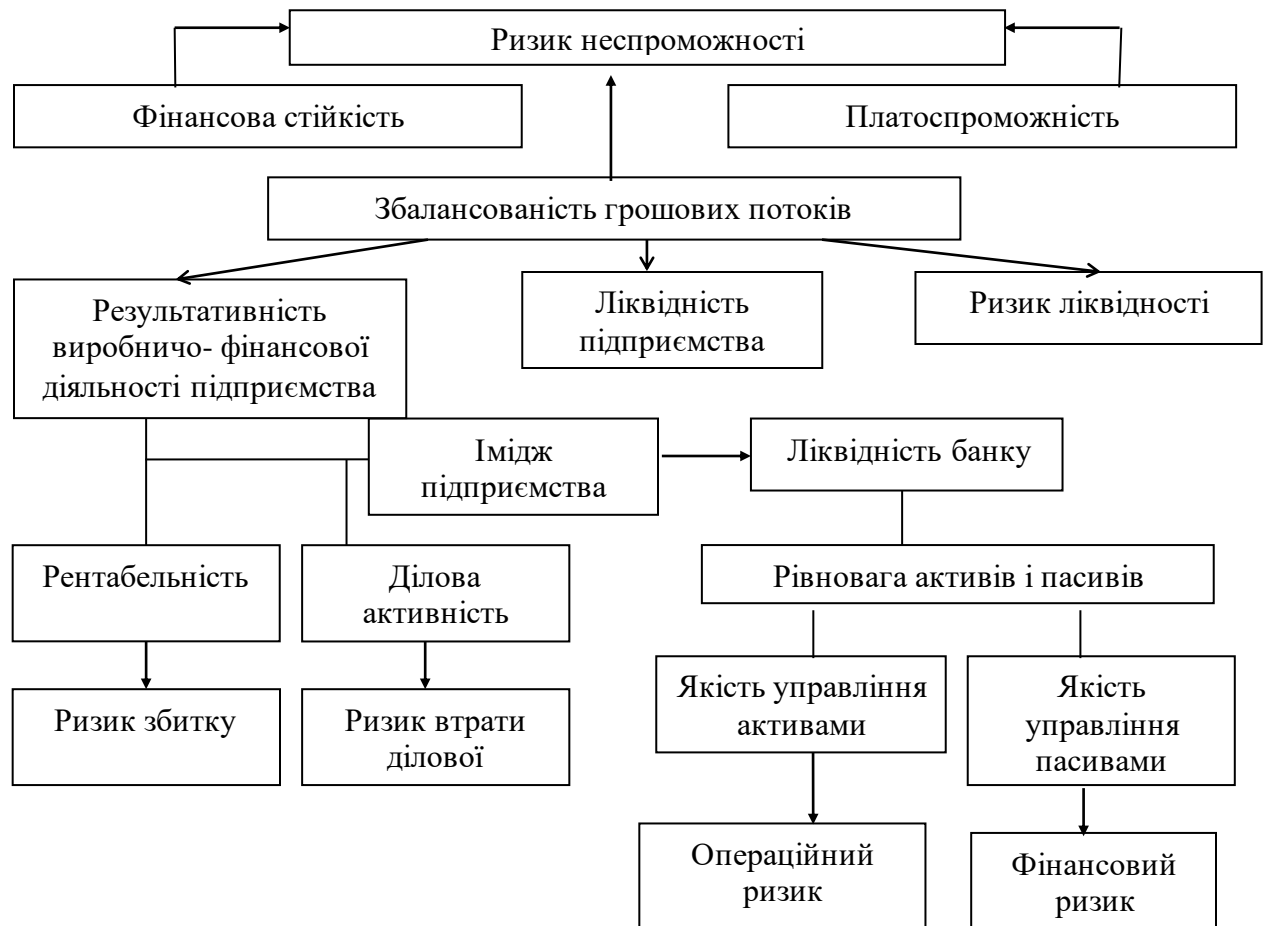 Ризик неспроможності
Фінансова стійкість
Платоспроможність
Збалансованість грошових потоків
Результативність
виробничо- фінансової
діяльності підприємства
Ліквідність
підприємства
Ризик ліквідності
Імідж
підприємства
Ліквідність банку
Рентабельність
Ділова
активність
Рівновага активів і пасивів
Ризик збитку
Ризик втрати
ділової
Якість управління
активами
Якість
управління
пасивами
Операційний
ризик
Фінансовий
ризик